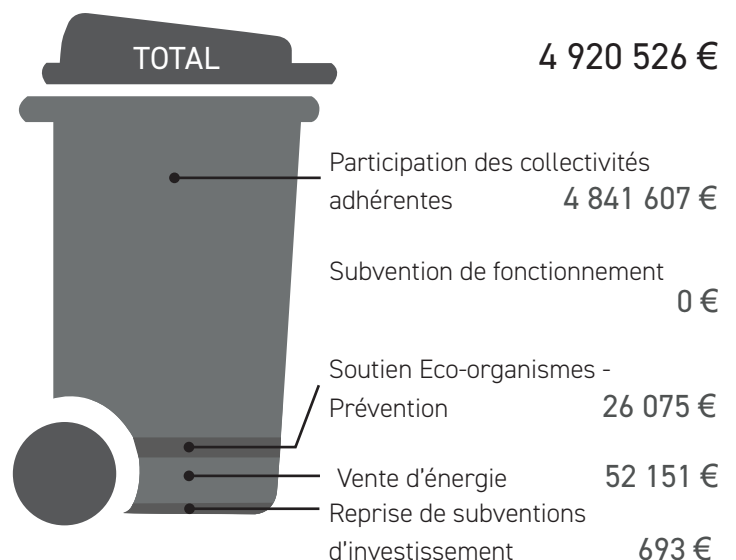 TOTAL 4 920 526 €
Participation des collectivités
adhérentes 4 841 607 €
Subvention de fonctionnement
0 €
Soutien Eco-organismes -
Prévention 26 075 €
Vente d'énergie 52 151 €
Reprise de subventions
d'investissement 693 €